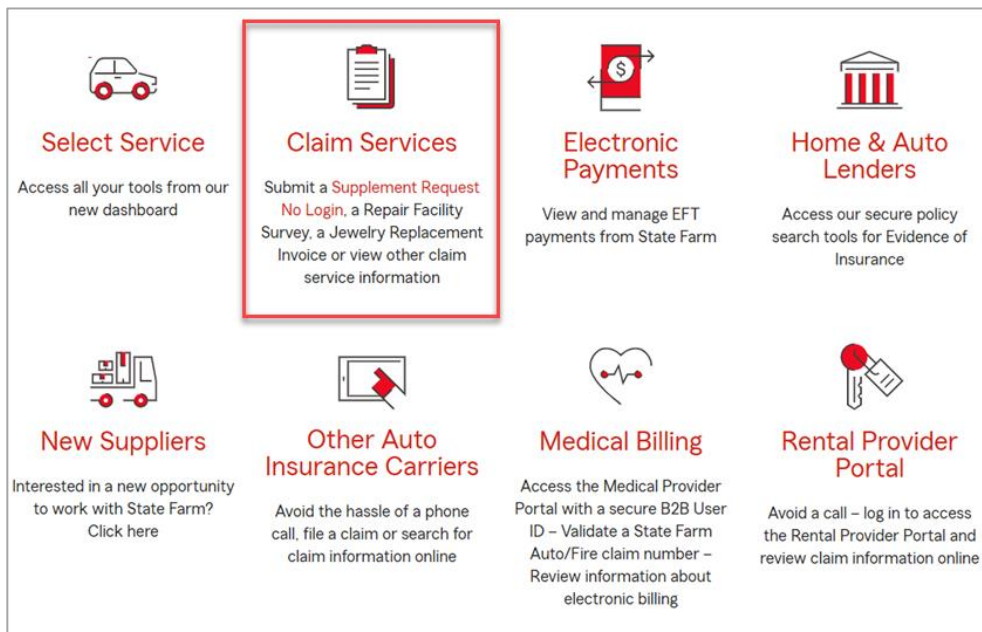 Select Service
Access all your tools from our
new dashboard
Claim Services
Submit a Supplement Request
No Login, a Repair Facility
Survey, a Jewelry Replacement
Invoice or view other claim
service information
$
Electronic
Payments
View and manage EFT
payments from State Farm
Home & Auto
Lenders
Access our secure policy
search tools for Evidence of
Insurance
New Suppliers
Interested in a new opportunity
to work with State Farm?
Click here
Other Auto
Insurance Carriers
Avoid the hassle of a phone
call, file a claim or search for
claim information online
Medical Billing
Access the Medical Provider
Portal with a secure B2B User
ID – Validate a State Farm
Auto/Fire claim number –
Review information about
electronic billing
Rental Provider
Portal
Avoid a call – log in to access
the Rental Provider Portal and
review claim information online